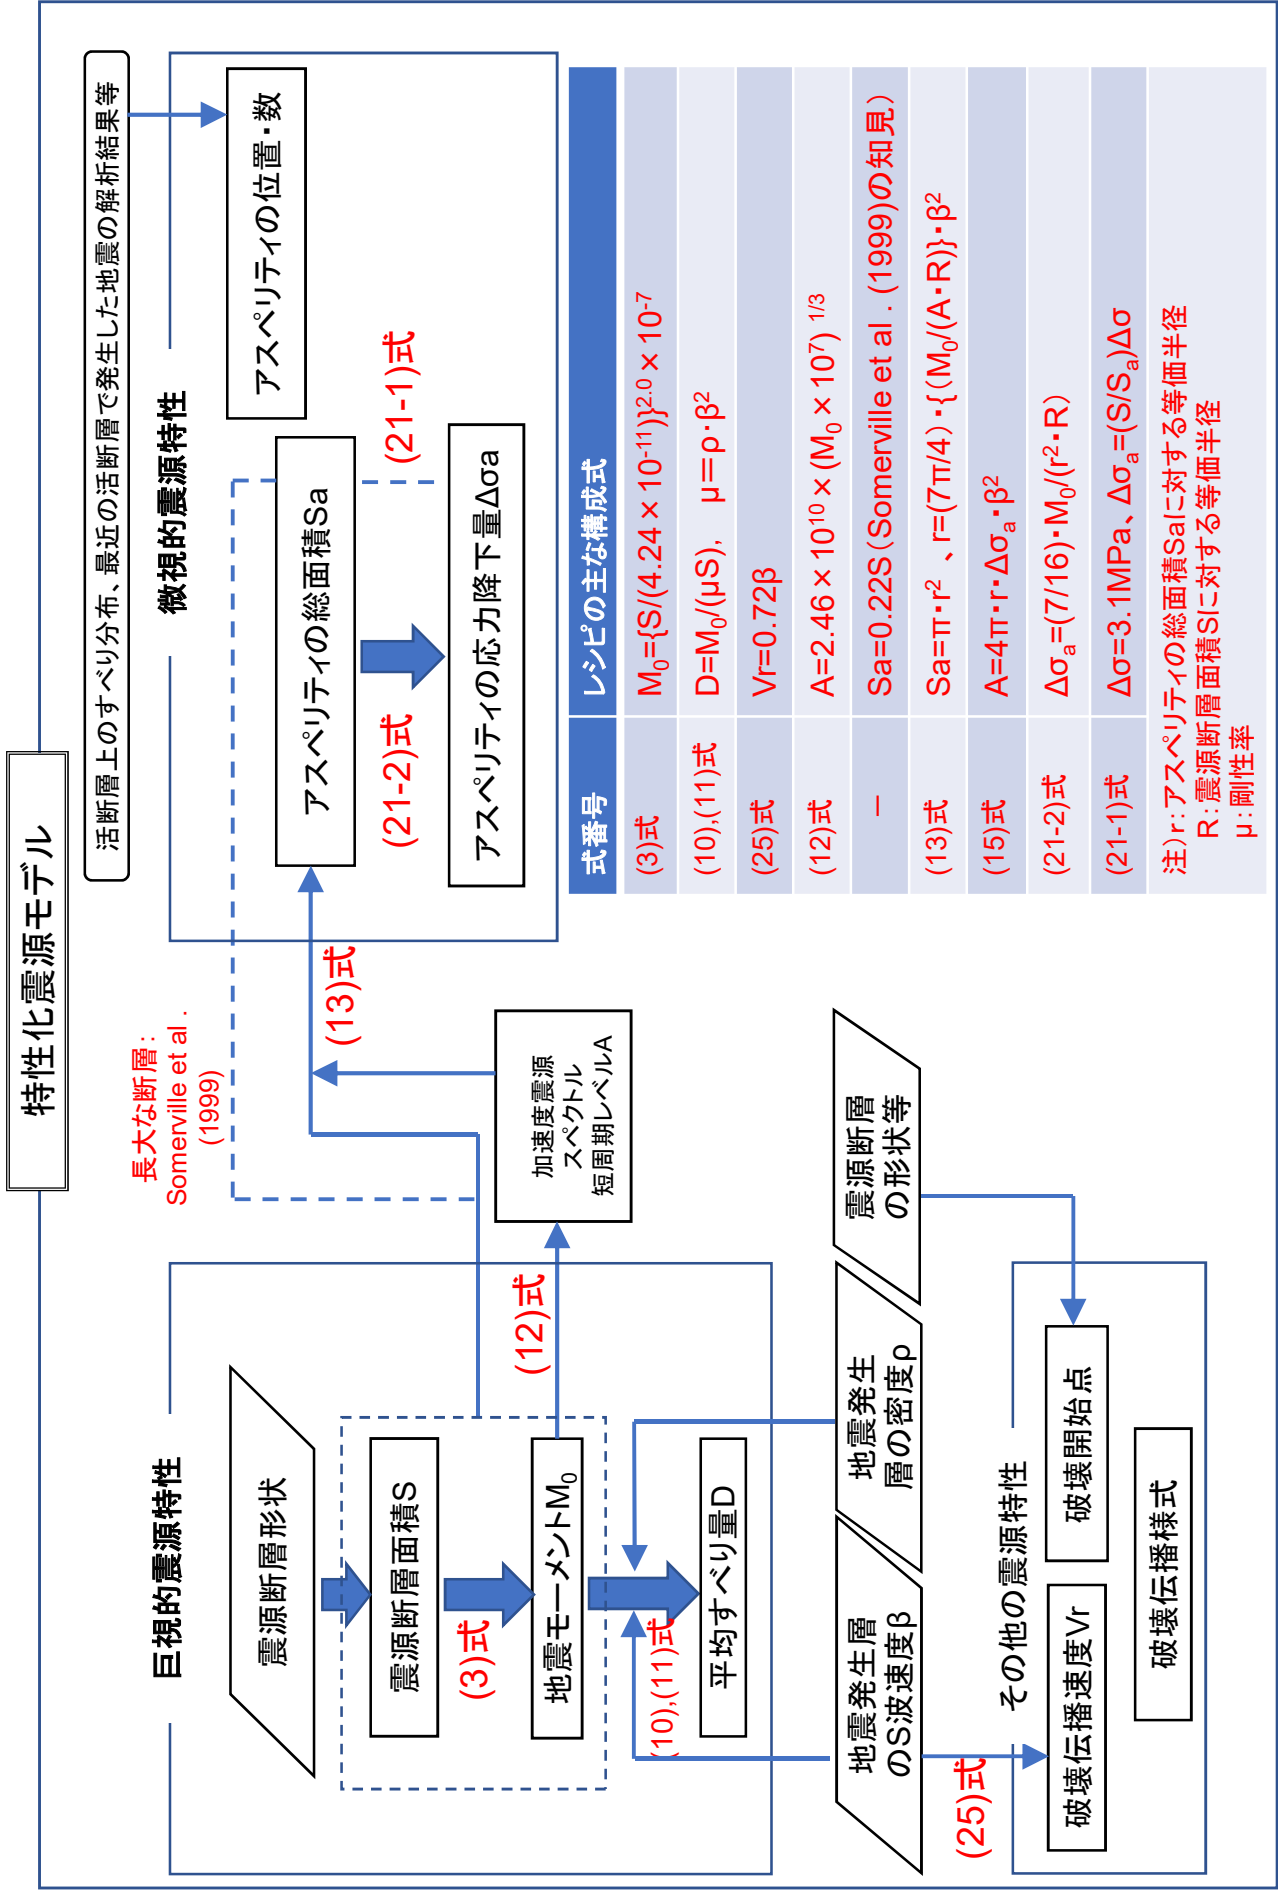 特性化震源モデル
巨視的震源特性
震源断層形状
震源断層面積S
(3)式
地震モーメントM₀
(10),(11)式
平均すべり量D
(12)式
加速度震源
スペクトル
短周期レベルA
長大な断層:
Somerville et al .
(1999)
(13)式
活断層上のすべり分布、最近の活断層で発生した地震の解析結果等
微視的震源特性
アスペリティの位置・数
アスペリティの総面積Sa
(21-2)式
(21-1)式
アスペリティの応力降下量Δσa
地震発生層
のS波速度β
地震発生
層の密度ρ
震源断層
の形状等
(25)式
その他の震源特性
破壊伝播速度Vr
破壊開始点
破壊伝播様式
式番号 レシピの主な構成式
(3)式 M₀={S/(4.24×10⁻¹¹)}²·⁰×10⁻⁷
(10),(11)式 D=M₀/(μS), μ=ρ・β²
(25)式 Vr=0.72β
(12)式 A=2.46×10¹⁰×(M₀×10⁷) ¹/³
― Sa=0.22S(Somerville et al . (1999)の知見)
(13)式 Sa=π・r² 、r=(7π/4)・{(M₀/(A・R)}・β²
(15)式 A=4π・r・Δσₐ・β²
(21-2)式 Δσₐ=(7/16)・M₀/(r²・R)
(21-1)式 Δσ=3.1MPa、Δσₐ=(S/Sₐ)Δσ
注)r:アスペリティの総面積Saに対する等価半径
R:震源断層面積Sに対する等価半径
μ:剛性率